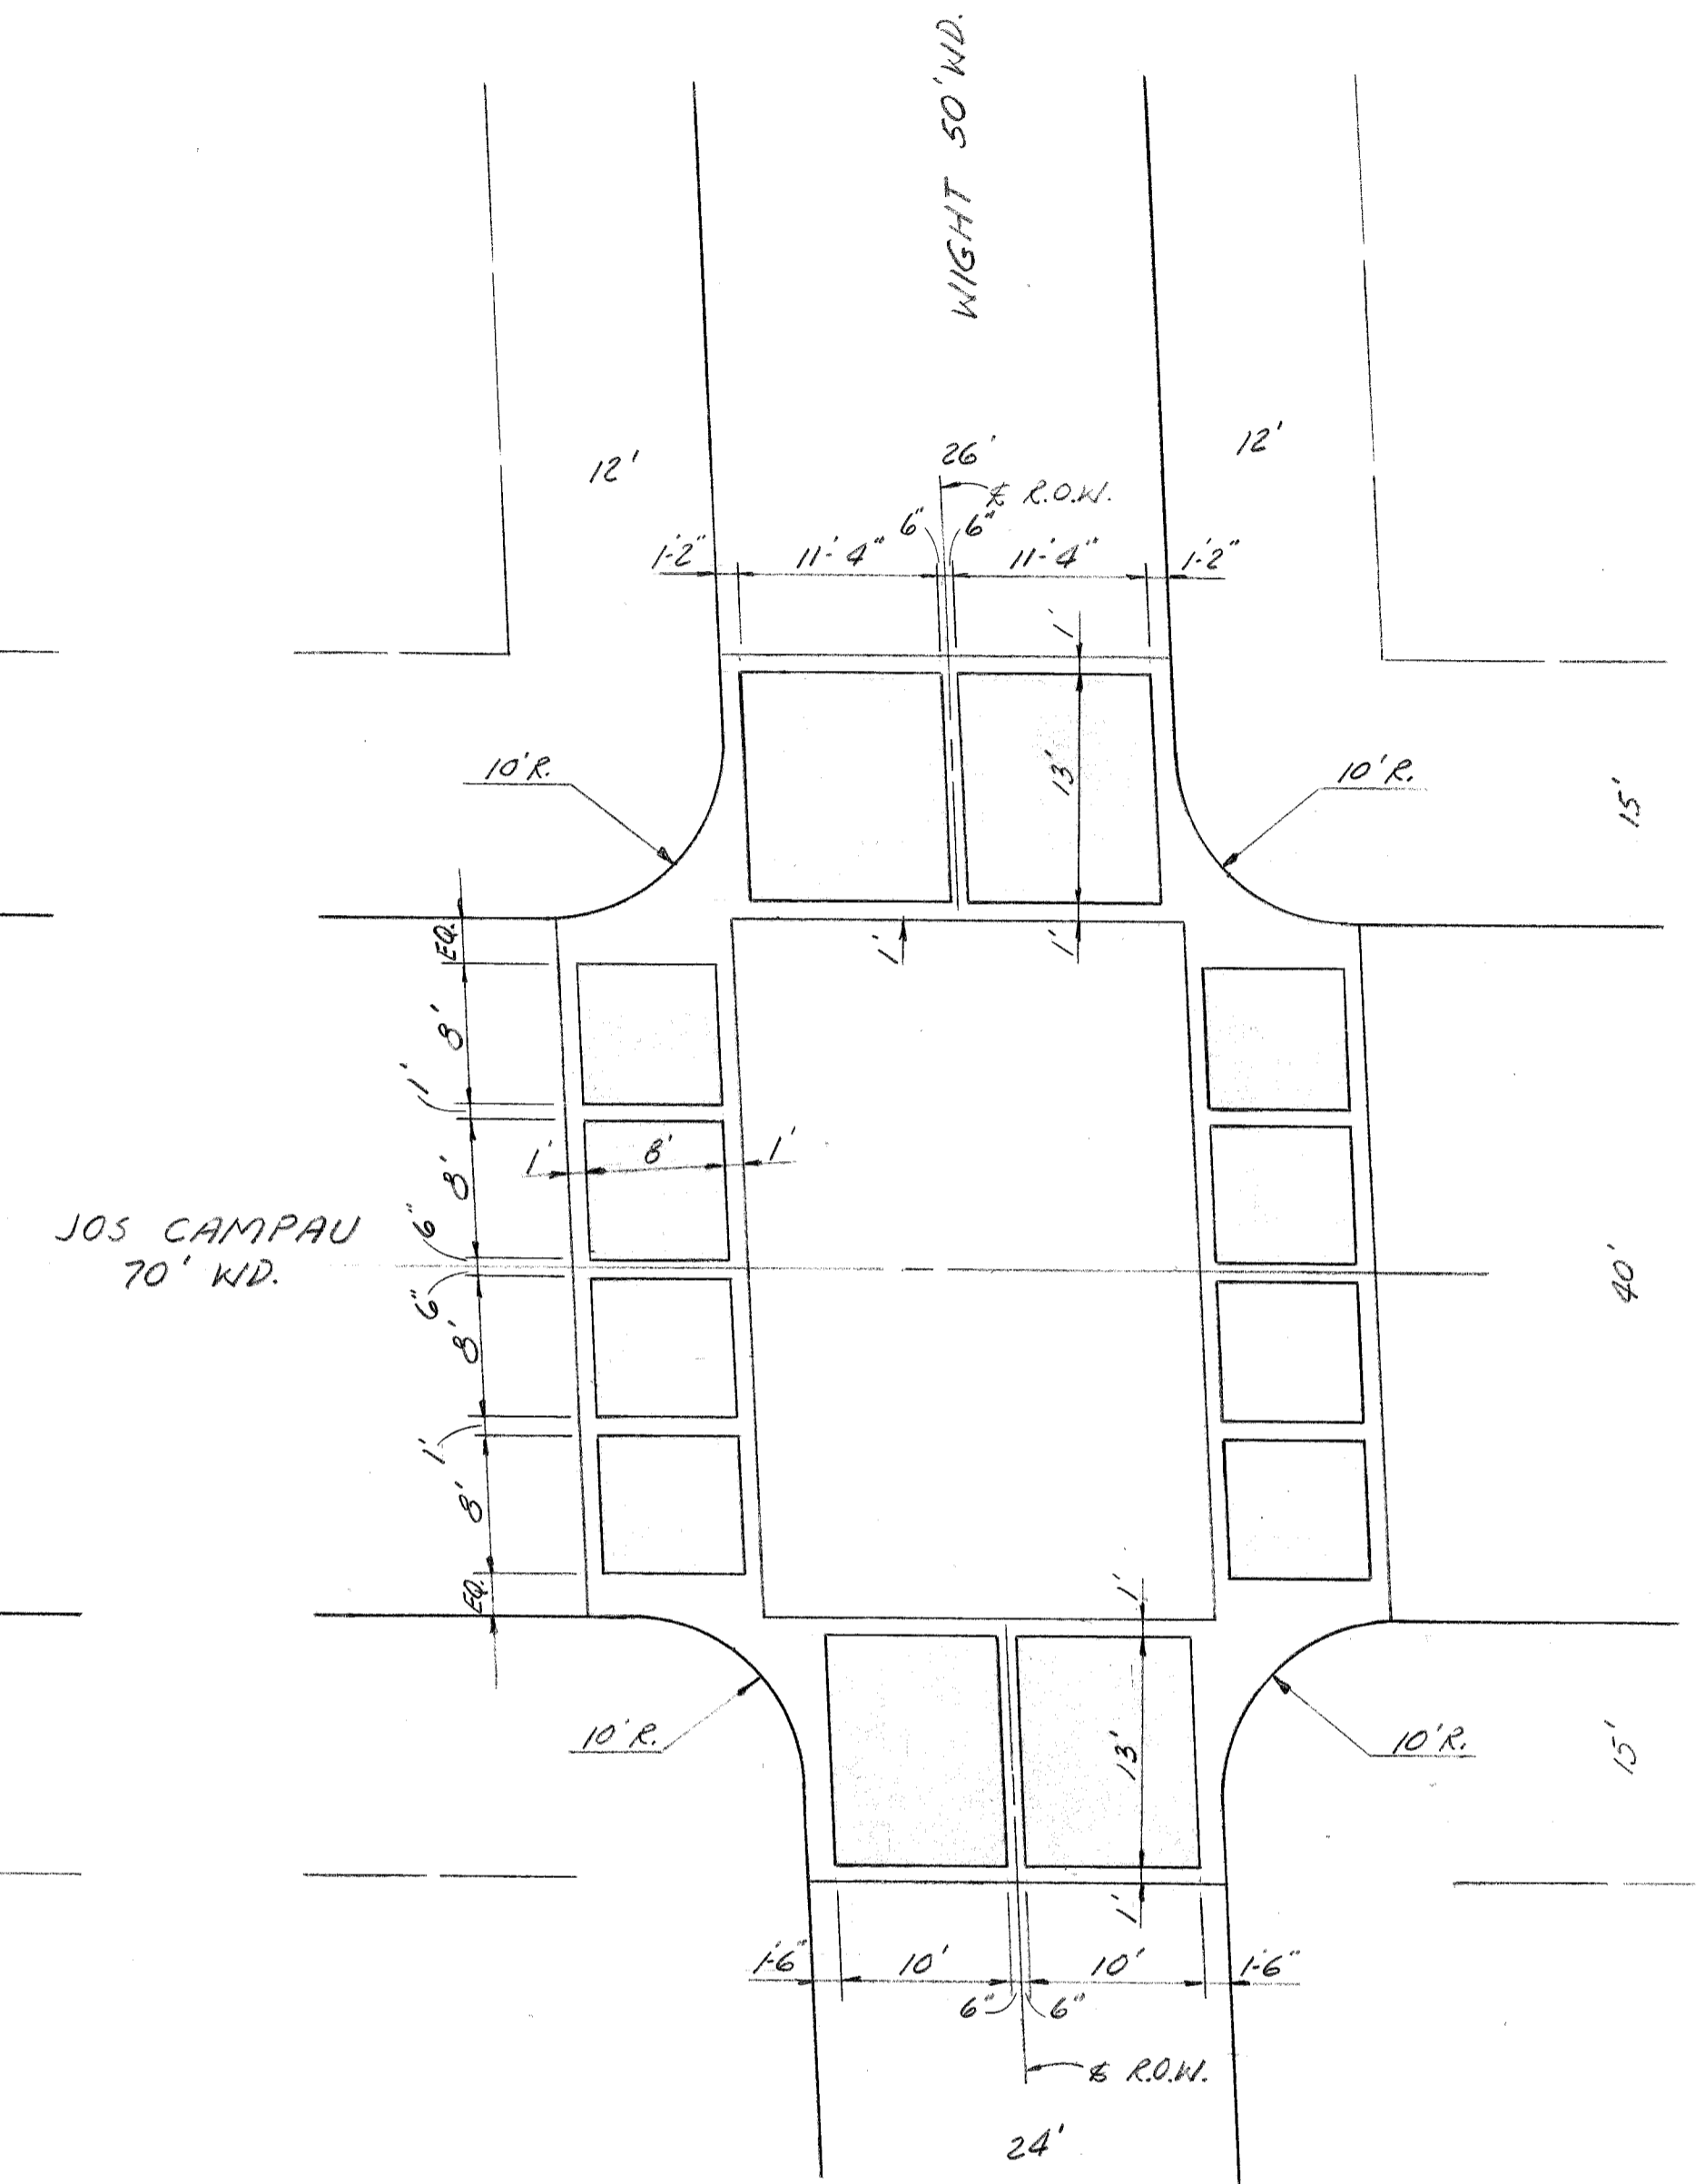 WIGHT 50' WD.
12'
26'
12'
℄ R.O.W.
6" 6"
1'-2" 11'-4" 11'-4" 1'-2"
1'
13'
10'R.
10'R.
15'
1'
1'
EQ.
8'
1'
8'
1' 8' 1'
6"
JOS CAMPAU
70' WD.
6"
40'
8'
1'
8'
EQ.
1'
10'R.
13'
10'R.
15'
1'
1'-6" 10' 10' 1'-6"
6" 6"
℄ R.O.W.
24'